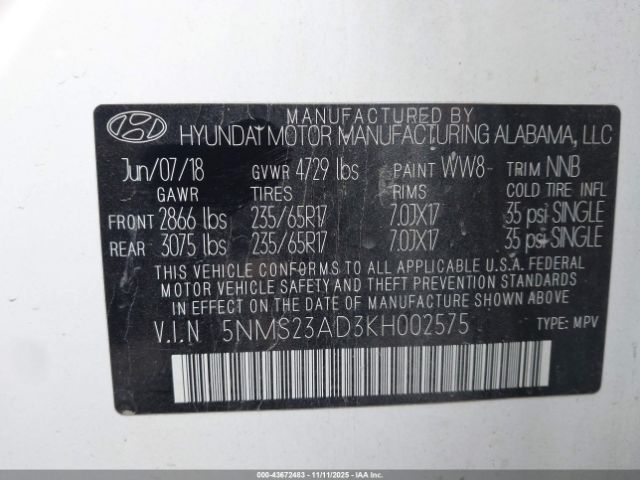 MANUFACTURED BY
HYUNDAI MOTOR MANUFACTURING ALABAMA, LLC
Jun/07/18 GVWR 4729 lbs PAINT WW8- TRIM NNB
GAWR TIRES RIMS COLD TIRE INFL
FRONT 2866 lbs 235/65R17 7.0JX17 35 psi SINGLE
REAR 3075 lbs 235/65R17 7.0JX17 35 psi SINGLE
THIS VEHICLE CONFORMS TO ALL APPLICABLE U.S.A. FEDERAL
MOTOR VEHICLE SAFETY AND THEFT PREVENTION STANDARDS
IN EFFECT ON THE DATE OF MANUFACTURE SHOWN ABOVE.
V.I.N 5NMS23AD3KH002575 TYPE: MPV
000-43672483 - 11/11/2025 - COPART.COM